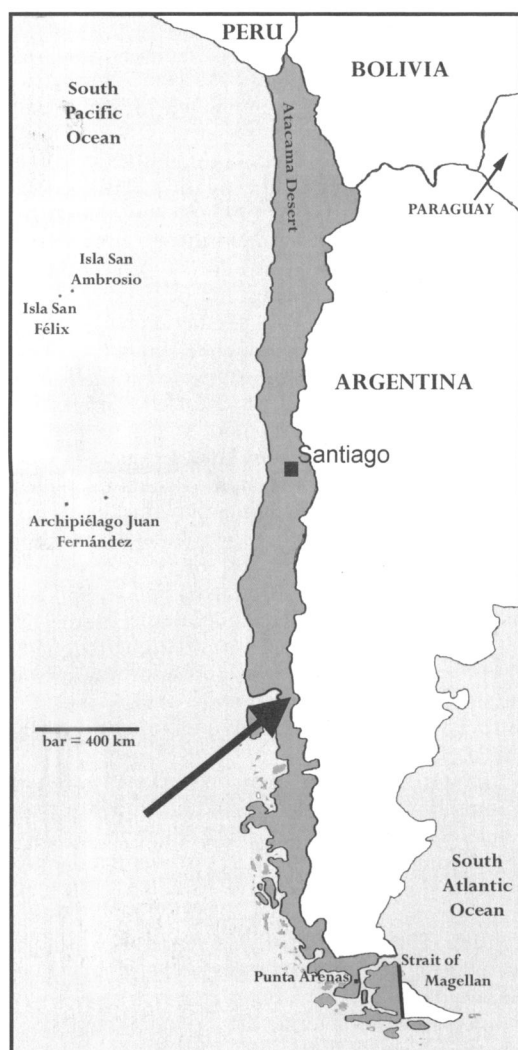 PERU
BOLIVIA
South
Pacific
Ocean
Atacama Desert
PARAGUAY
Isla San
Ambrosio
Isla San
Félix
ARGENTINA
Santiago
Archipiélago Juan
Fernández
bar = 400 km
South
Atlantic
Ocean
Strait of
Magellan
Punta Arenas